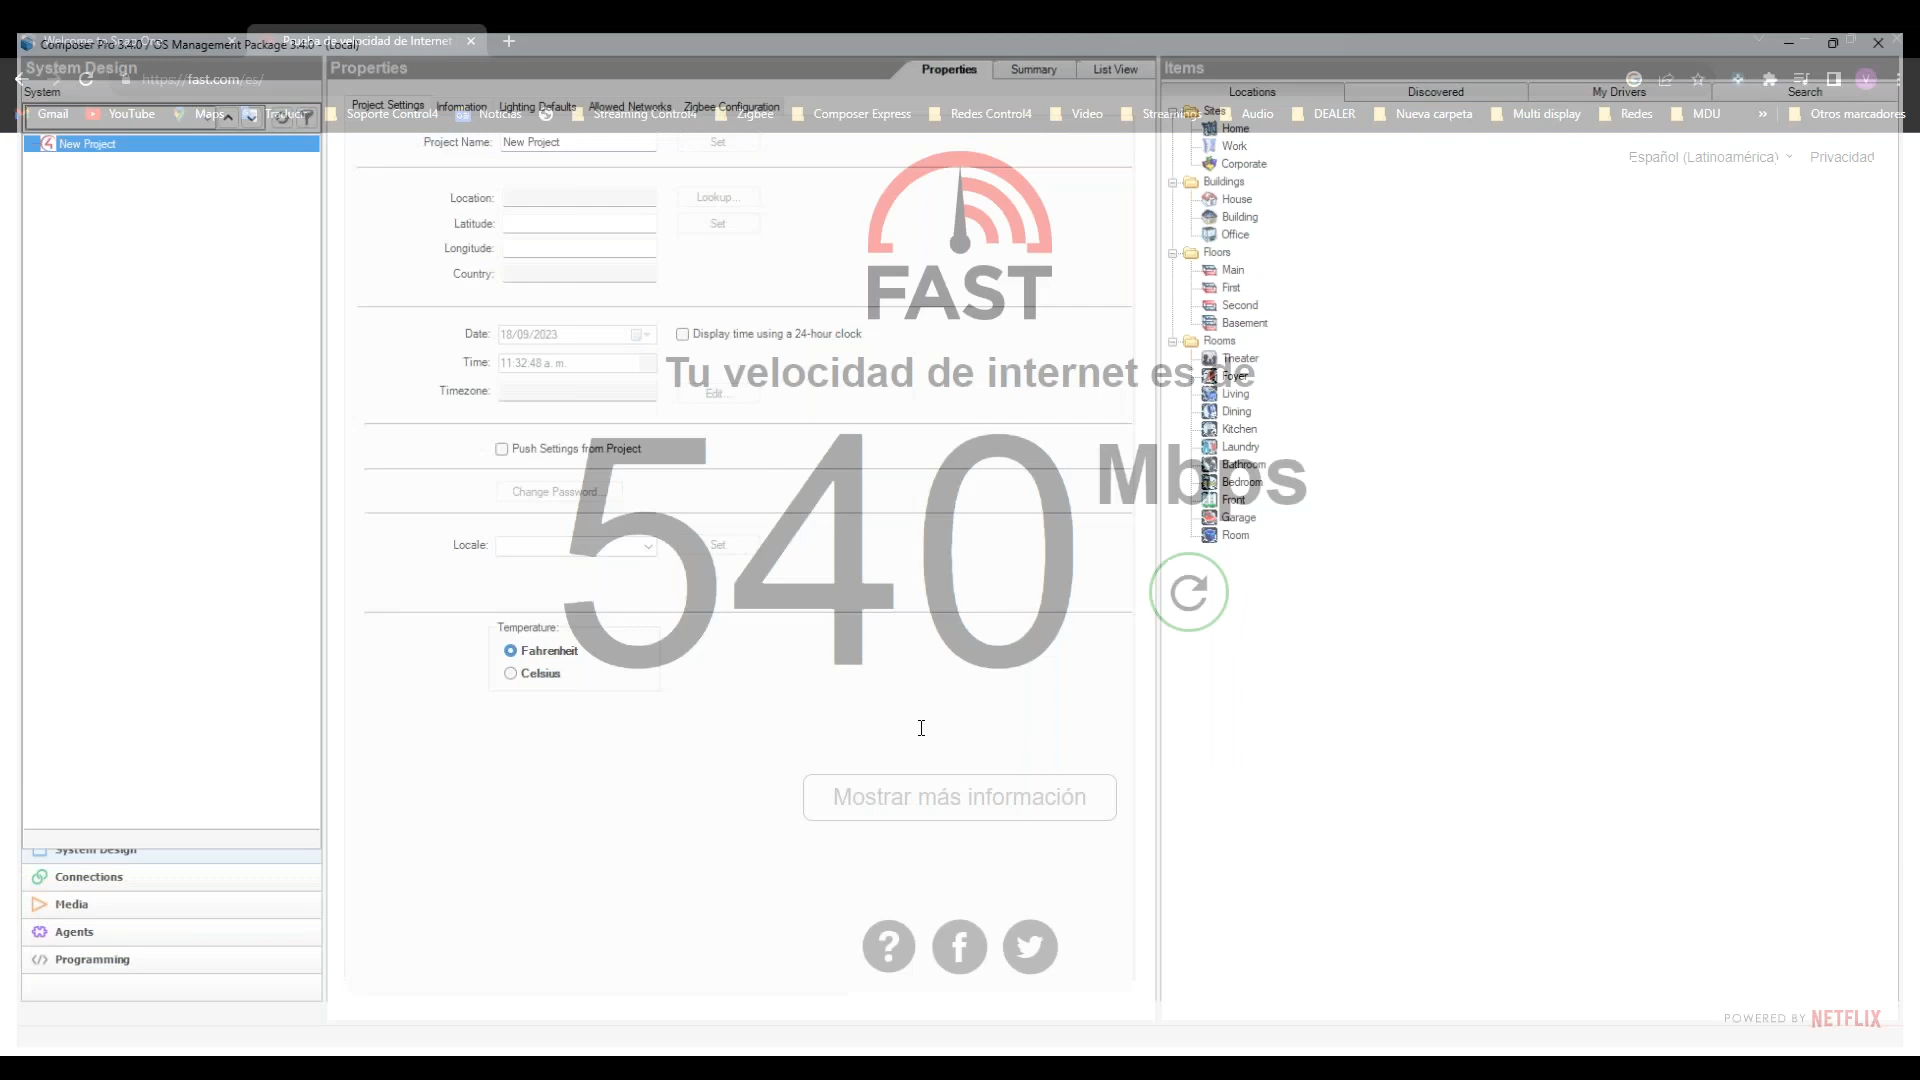 Composer Pro 3.4.0 / OS Management Package 3.4.0 - (Local)
Prueba de velocidad de Internet
System Design
Properties
Properties
Summary
List View
Items
https://fast.com/es/
System
Locations
Discovered
My Drivers
Search
Project Settings
Information
Lighting Defaults
Allowed Networks
Zigbee Configuration
Gmail
YouTube
Maps
Soporte Control4
Noticias
Streaming Control4
Zigbee
Composer Express
Redes Control4
Video
Audio
DEALER
Nueva carpeta
Multi display
Redes
MDU
»
Otros marcadores
New Project
Project Name: New Project
Set
Location:
Lookup...
Latitude:
Set
Longitude:
Country:
Date: 18/09/2023
Display time using a 24-hour clock
Time: 11:32:48 a. m.
Timezone:
Edit...
Push Settings from Project
Change Password...
Locale:
Set
Temperature:
Fahrenheit
Celsius
System Design
Connections
Media
Agents
Programming
Sites
Home
Work
Corporate
Buildings
House
Building
Office
Floors
Main
First
Second
Basement
Rooms
Theater
Foyer
Living
Dining
Kitchen
Laundry
Bathroom
Bedroom
Front
Garage
Room
Español (Latinoamérica)
Privacidad
FAST
Tu velocidad de internet es de
540 Mbps
Mostrar más información
POWERED BY NETFLIX